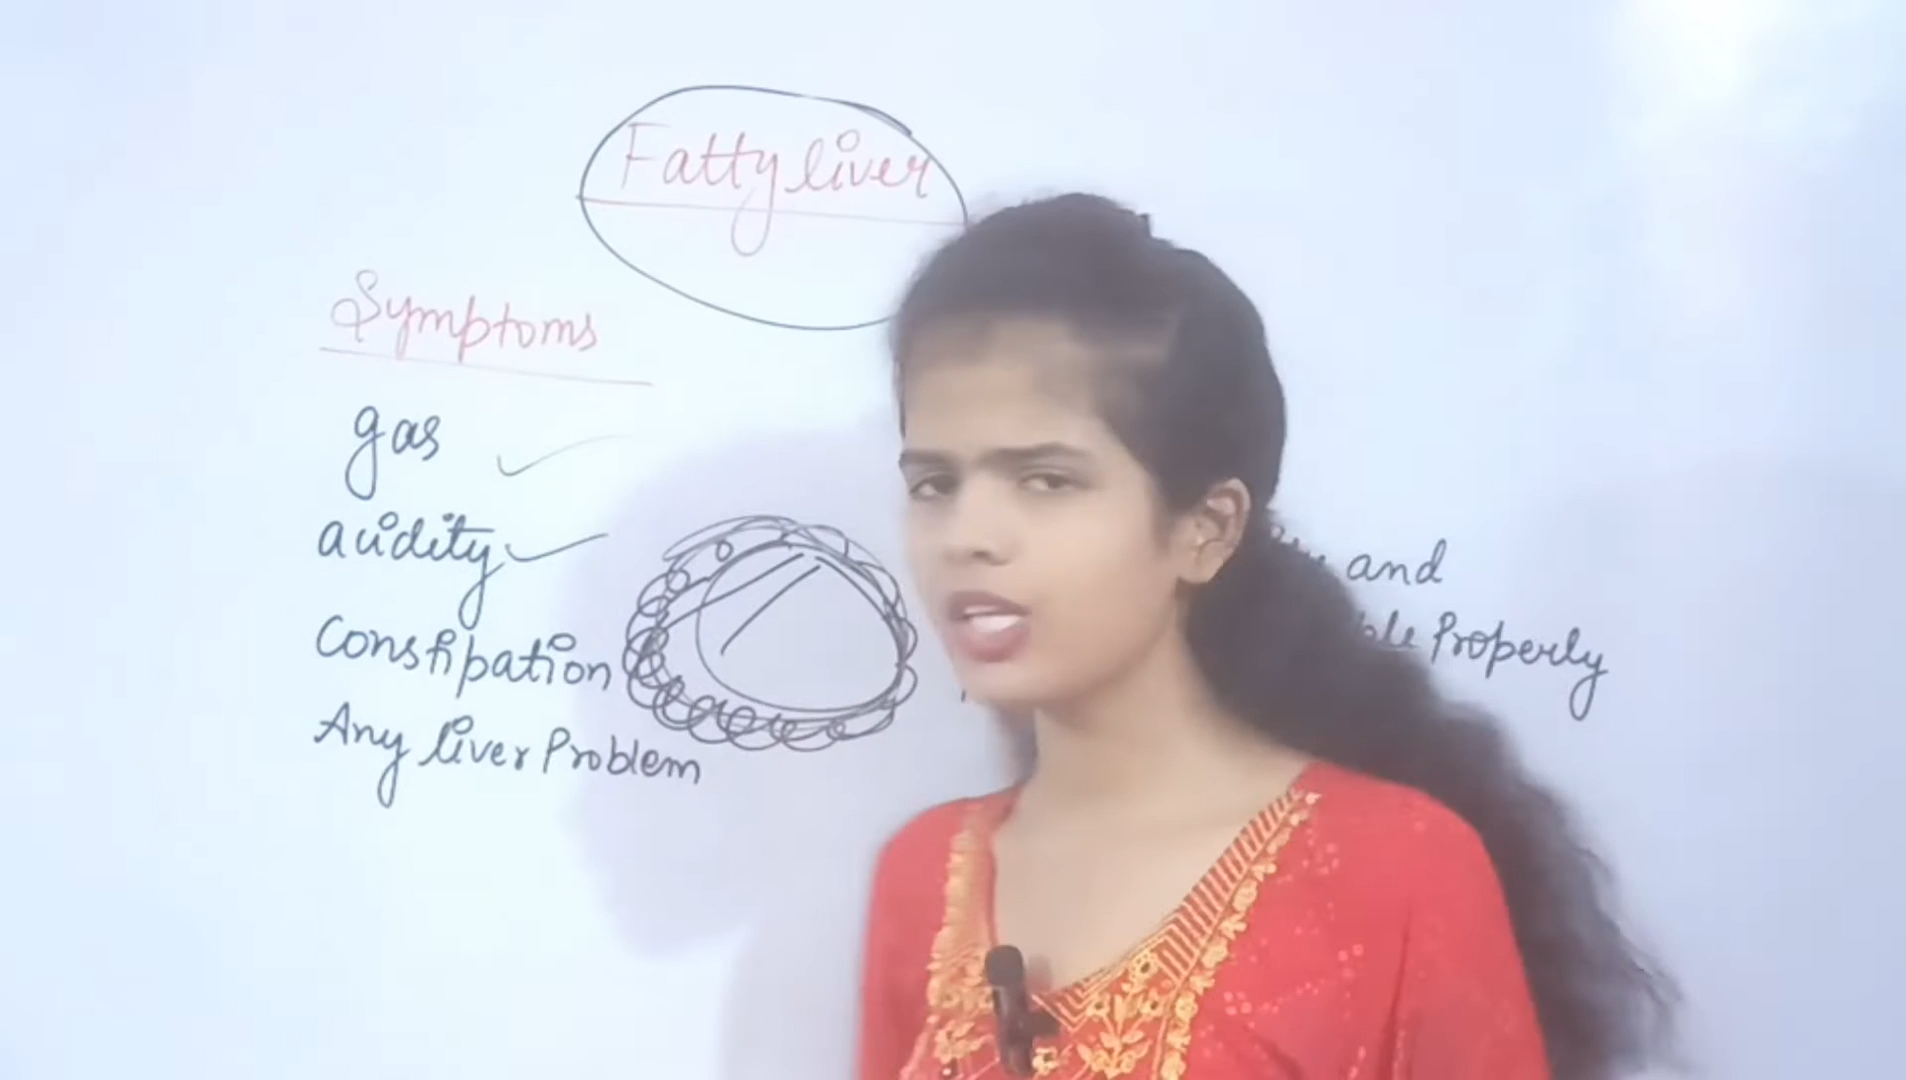 Fatty liver
Symptoms
gas
acidity
Constipation
Any liver Problem
and
Properly